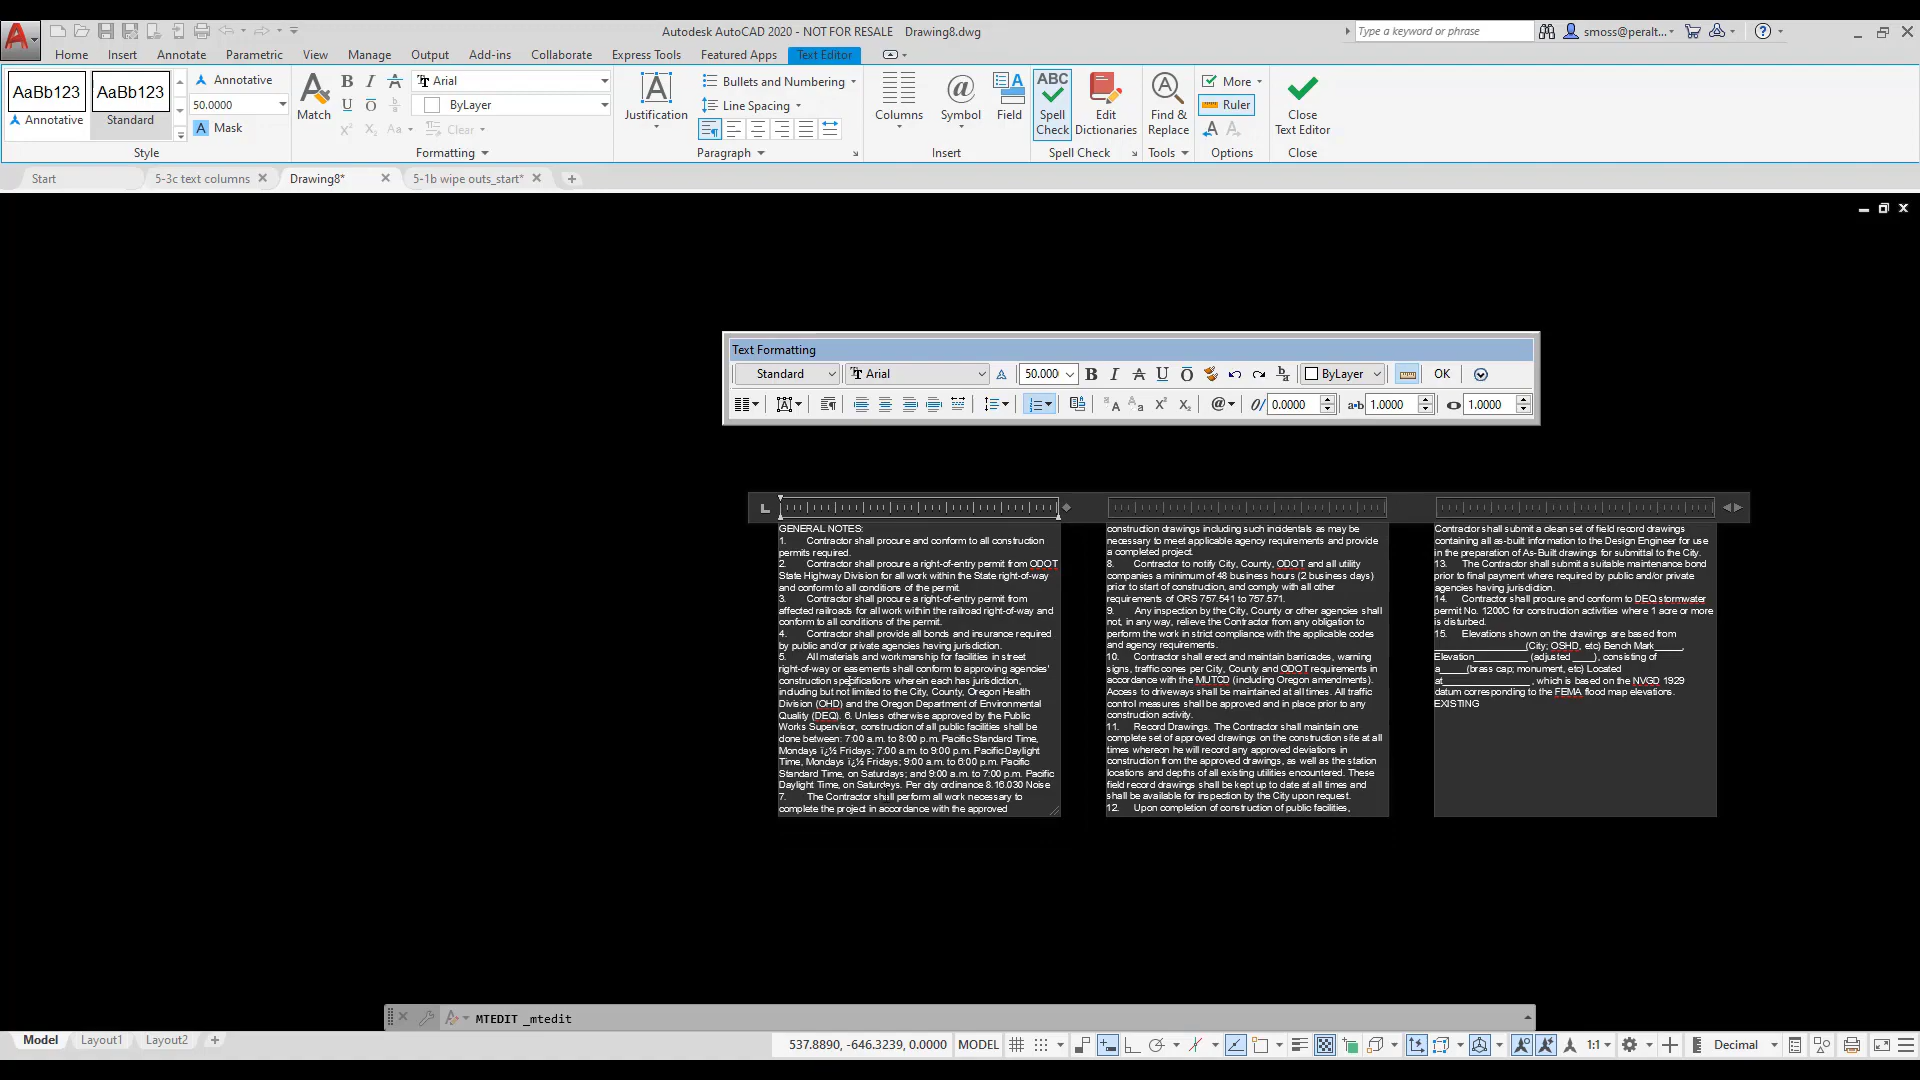 Autodesk AutoCAD 2020 - NOT FOR RESALE   Drawing8.dwg
Type a keyword or phrase
smoss@peralt...
Home Insert Annotate Parametric View Manage Output Add-ins Collaborate Express Tools Featured Apps Text Editor
AaBb123 AaBb123 Annotative
Annotative Standard 50.0000 Mask
Style
Match
Arial
ByLayer
Clear
Formatting
Justification
Bullets and Numbering
Line Spacing
Paragraph
Columns Symbol Field
Insert
ABC
Spell Check
Edit Dictionaries
Spell Check
Find & Replace
Tools
More
Ruler
Options
Close Text Editor
Close
Start 5-3c text columns Drawing8* 5-1b wipe outs_start*
Text Formatting
Standard Arial 50.000 B I A U O ByLayer OK
0.0000 1.0000 1.0000
GENERAL NOTES:
1. Contractor shall procure and conform to all construction
permits required.
2. Contractor shall procure a right-of-entry permit from ODOT
State Highway Division for all work within the State right-of-way
and conform to all conditions of the permit.
3. Contractor shall procure a right-of-entry permit from
affected railroads for all work within the railroad right-of-way and
conform to all conditions of the permit.
4. Contractor shall provide all bonds and insurance required
by public and/or private agencies having jurisdiction.
5. All materials and workmanship for facilities in street
right-of-way or easements shall conform to approving agencies'
construction specifications wherein each has jurisdiction,
including but not limited to the City, County, Oregon Health
Division (OHD) and the Oregon Department of Environmental
Quality (DEQ). 6. Unless otherwise approved by the Public
Works Supervisor, construction of all public facilities shall be
done between: 7:00 a.m. to 8:00 p.m. Pacific Standard Time,
Mondays ï¿½ Fridays; 7:00 a.m. to 9:00 p.m. Pacific Daylight
Time, Mondays ï¿½ Fridays; 9:00 a.m. to 6:00 p.m. Pacific
Standard Time, on Saturdays; and 9:00 a.m. to 7:00 p.m. Pacific
Daylight Time, on Saturdays. Per city ordinance 8.16.030 Noise
7. The Contractor shall perform all work necessary to
complete the project in accordance with the approved
construction drawings including such incidentals as may be
necessary to meet applicable agency requirements and provide
a completed project.
8. Contractor to notify City, County, ODOT and all utility
companies a minimum of 48 business hours (2 business days)
prior to start of construction, and comply with all other
requirements of ORS 757.541 to 757.571.
9. Any inspection by the City, County or other agencies shall
not, in any way, relieve the Contractor from any obligation to
perform the work in strict compliance with the applicable codes
and agency requirements.
10. Contractor shall erect and maintain barricades, warning
signs, traffic cones per City, County and ODOT requirements in
accordance with the MUTCD (including Oregon amendments).
Access to driveways shall be maintained at all times. All traffic
control measures shall be approved and in place prior to any
construction activity.
11. Record Drawings. The Contractor shall maintain one
complete set of approved drawings on the construction site at all
times whereon he will record any approved deviations in
construction from the approved drawings, as well as the station
locations and depths of all existing utilities encountered. These
field record drawings shall be kept up to date at all times and
shall be available for inspection by the City upon request.
12. Upon completion of construction of public facilities,
Contractor shall submit a clean set of field record drawings
containing all as-built information to the Design Engineer for use
in the preparation of As-Built drawings for submittal to the City.
13. The Contractor shall submit a suitable maintenance bond
prior to final payment where required by public and/or private
agencies having jurisdiction.
14. Contractor shall procure and conform to DEQ stormwater
permit No. 1200C for construction activities where 1 acre or more
is disturbed.
15. Elevations shown on the drawings are based from
________________(City; OSHD, etc) Bench Mark_____,
Elevation__________ (adjusted ____), consisting of
a_____(brass cap; monument, etc) Located
at________________, which is based on the NVGD 1929
datum corresponding to the FEMA flood map elevations.
EXISTING
MTEDIT _mtedit
Model Layout1 Layout2
537.8890, -646.3239, 0.0000 MODEL 1:1 Decimal